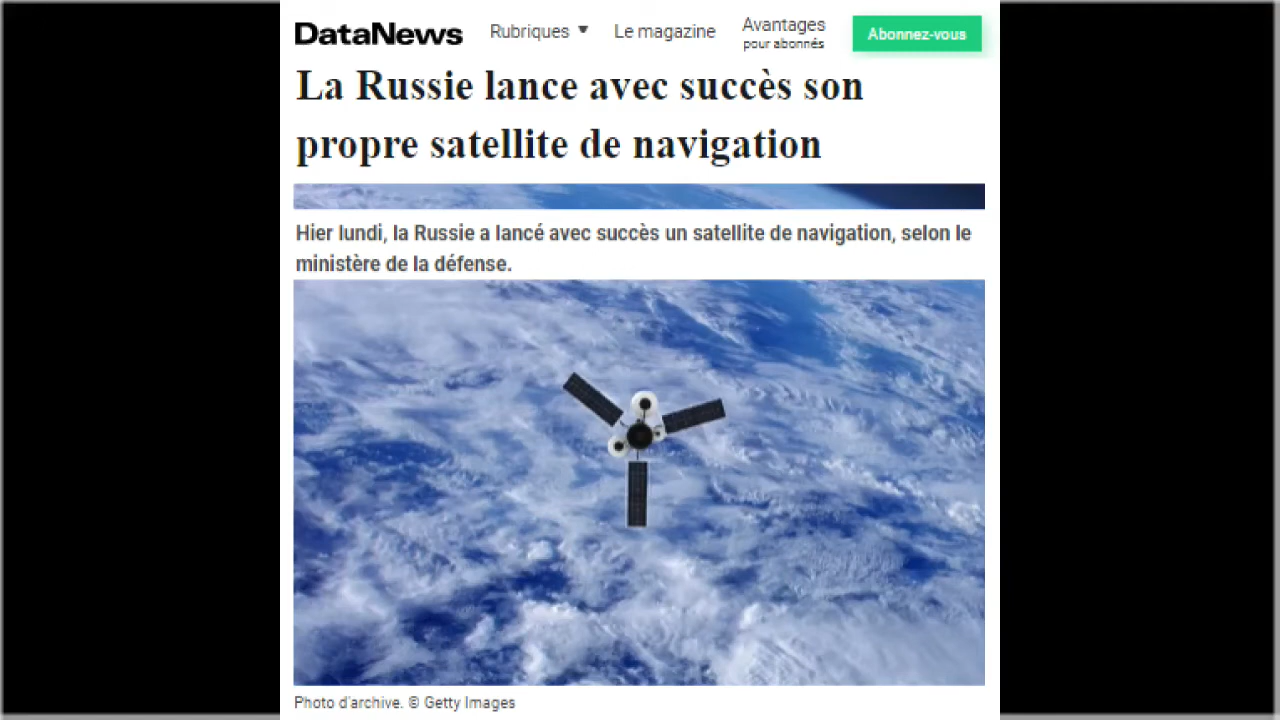 DataNews
Rubriques
Le magazine
Avantages
pour abonnés
Abonnez-vous
La Russie lance avec succès son
propre satellite de navigation
Hier lundi, la Russie a lancé avec succès un satellite de navigation, selon le
ministère de la défense.
Photo d'archive. © Getty Images